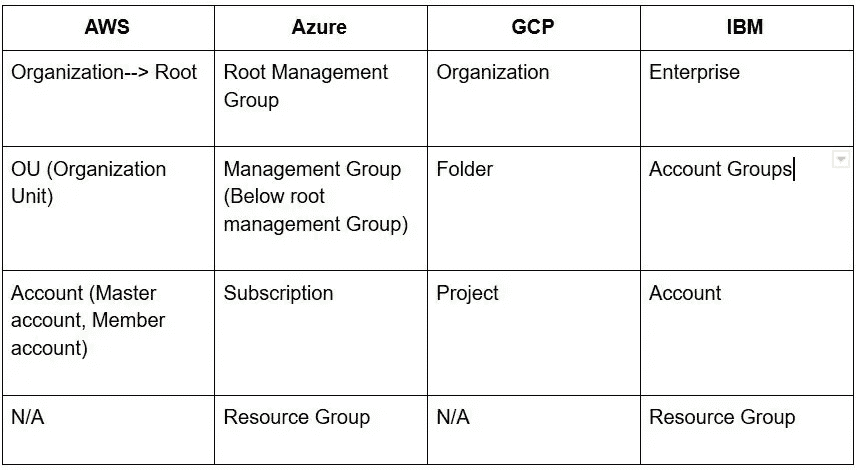 AWS Azure GCP IBM
Organization--> Root Root Management Organization Enterprise
Group
OU (Organization Management Group Folder Account Groups
Unit) (Below root
management Group)
Account (Master Subscription Project Account
account, Member
account)
N/A Resource Group N/A Resource Group